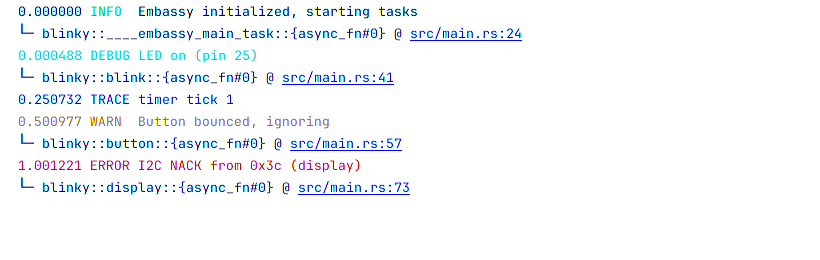 0.000000 INFO  Embassy initialized, starting tasks
└─ blinky::____embassy_main_task::{async_fn#0} @ src/main.rs:24
0.000488 DEBUG LED on (pin 25)
└─ blinky::blink::{async_fn#0} @ src/main.rs:41
0.250732 TRACE timer tick 1
0.500977 WARN  Button bounced, ignoring
└─ blinky::button::{async_fn#0} @ src/main.rs:57
1.001221 ERROR I2C NACK from 0x3c (display)
└─ blinky::display::{async_fn#0} @ src/main.rs:73